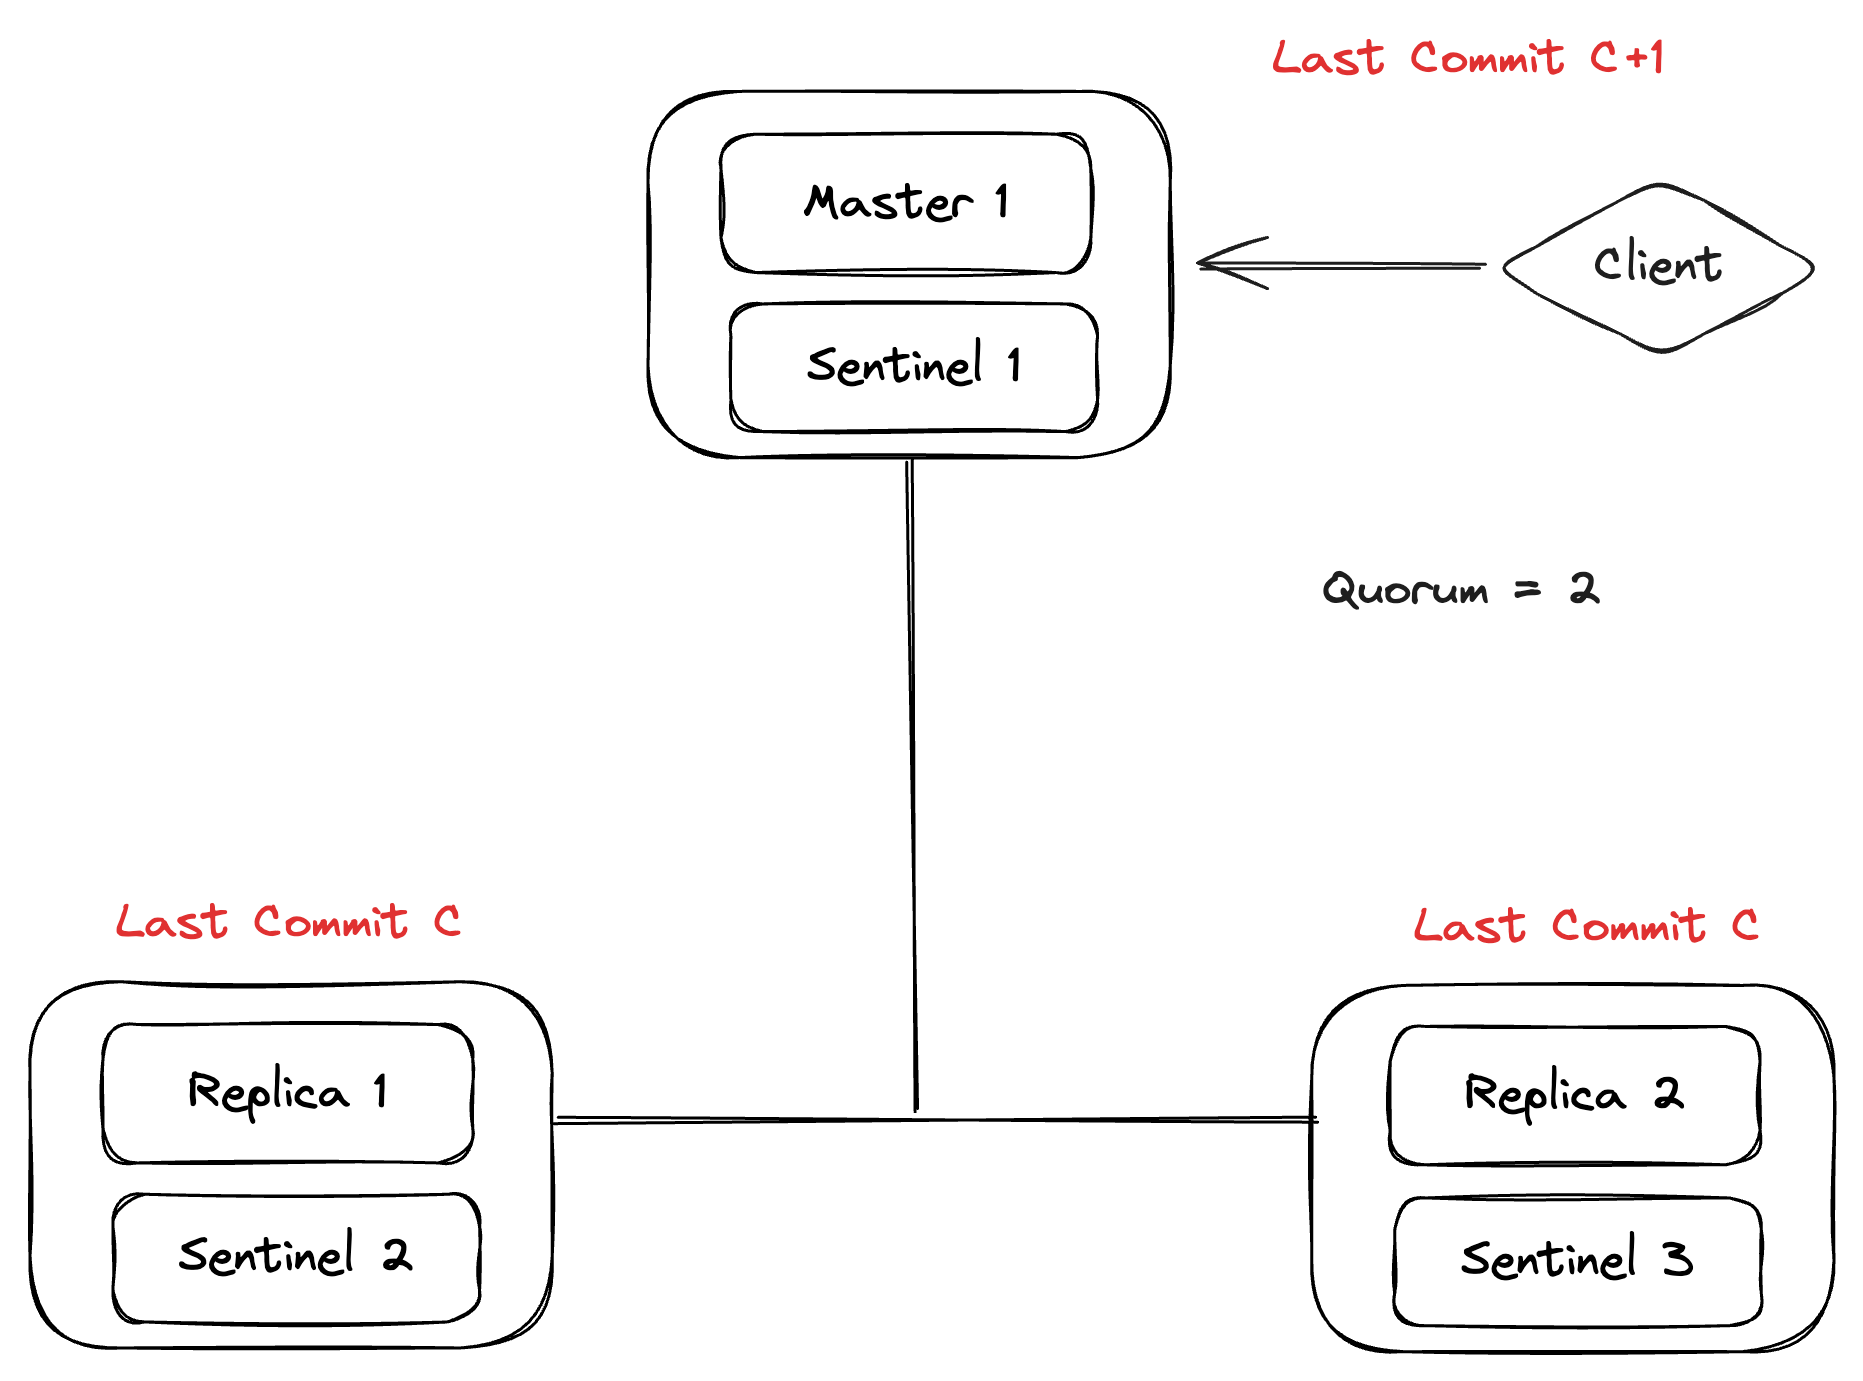 Last Commit C+1
Master 1
Client
Sentinel 1
Quorum = 2
Last Commit C
Last Commit C
Replica 1
Replica 2
Sentinel 2
Sentinel 3